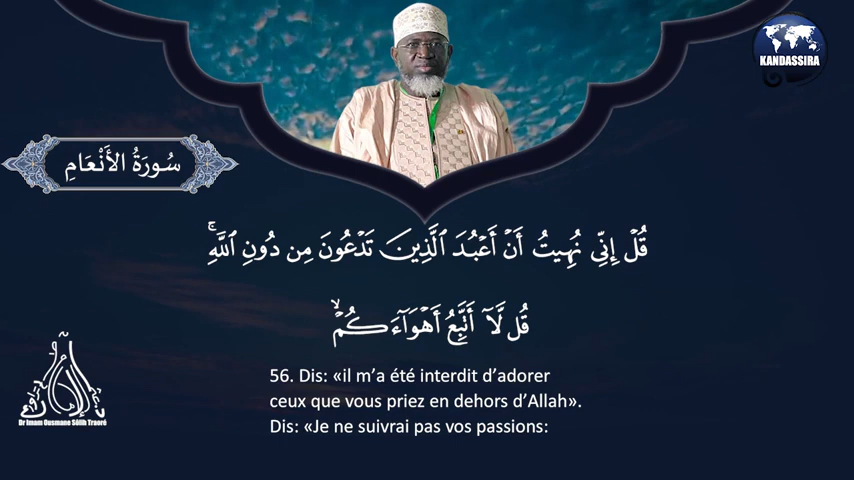 KANDASSIRA
سُورَةُ الأَنْعَامِ
قُلۡ إِنِّي نُهِيتُ أَنۡ أَعۡبُدَ ٱلَّذِينَ تَدۡعُونَ مِن دُونِ ٱللَّهِۚ
قُل لَّآ أَتَّبِعُ أَهۡوَآءَكُمۡۙ
56. Dis: «il m’a été interdit d’adorer
ceux que vous priez en dehors d’Allah».
Dis: «Je ne suivrai pas vos passions:
Dr Imam Ousmane Sölih Traoré